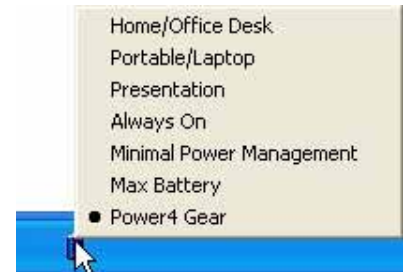 Home/Office Desk
Portable/Laptop
Presentation
Always On
Minimal Power Management
Max Battery
Power4 Gear